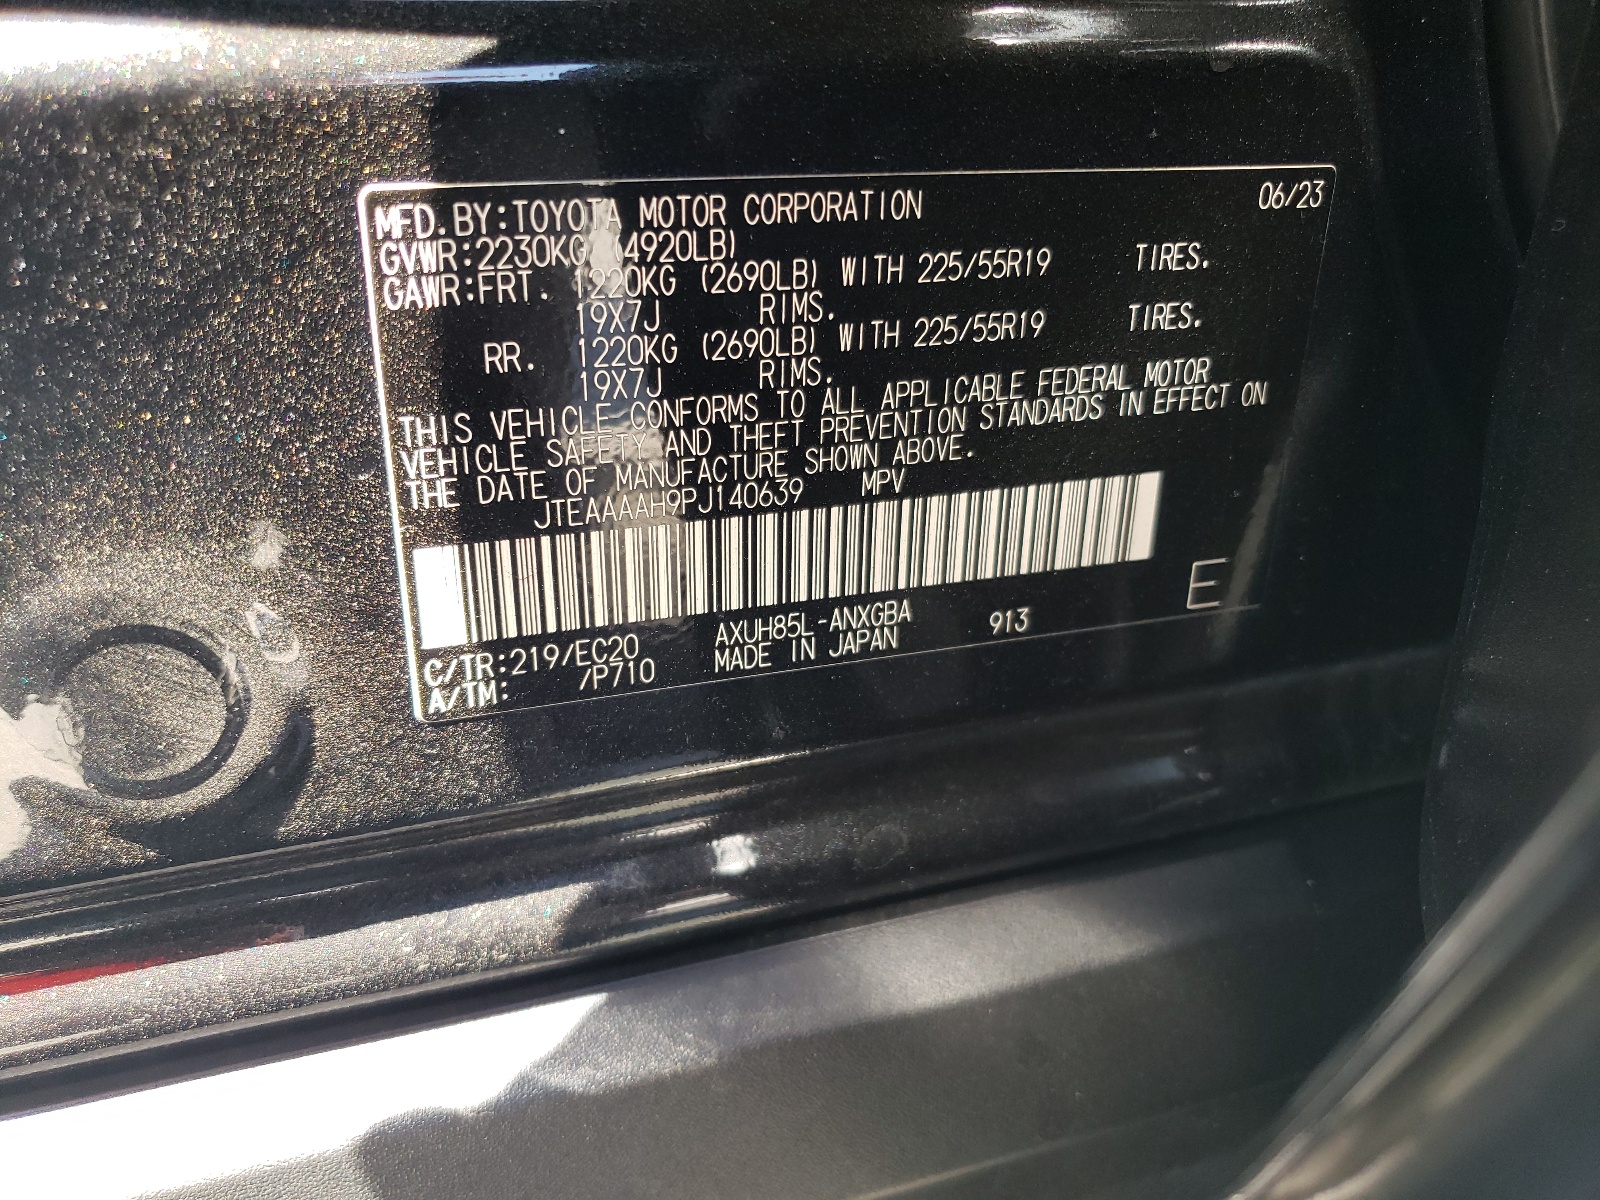 06/23
MFD. BY:TOYOTA MOTOR CORPORATION
GVWR:2230KG (4920LB)
GAWR:FRT. 1220KG (2690LB) WITH 225/55R19 TIRES.
19X7J RIMS.
RR. 1220KG (2690LB) WITH 225/55R19 TIRES.
19X7J RIMS.
THIS VEHICLE CONFORMS TO ALL APPLICABLE FEDERAL MOTOR
VEHICLE SAFETY AND THEFT PREVENTION STANDARDS IN EFFECT ON
THE DATE OF MANUFACTURE SHOWN ABOVE.
JTEAAAAH9PJ140639 MPV
E
C/TR:219/EC20 AXUH85L-ANXGBA 913
A/TM: /P710 MADE IN JAPAN